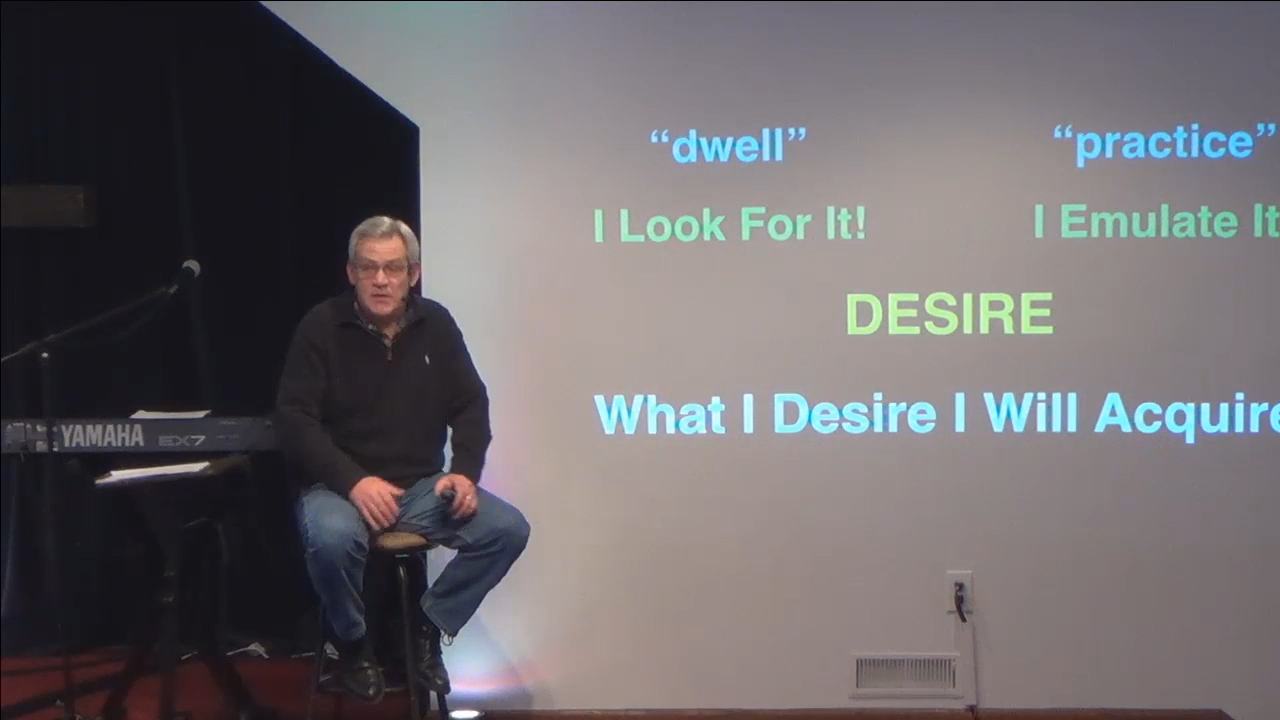 “dwell” “practice”
I Look For It! I Emulate It
DESIRE
What I Desire I Will Acquire
YAMAHA EX7